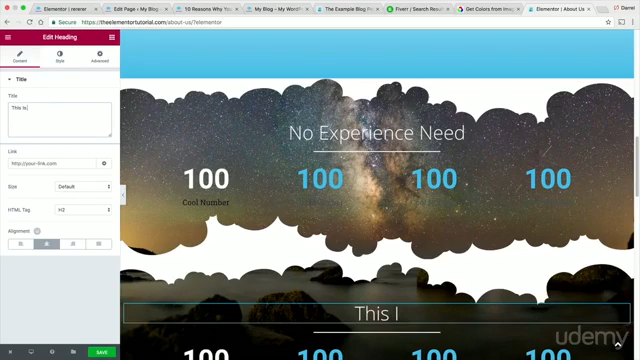 Elementor | rererer
Edit Page ‹ My Blog
10 Reasons Why Yo
My Blog – My WordP
The Example Blog P
Fiverr / Search Result
Get Colors from Imag
Elementor | About Us
Darrel
Secure
https://theelementortutorial.com/about-us/?elementor
Edit Heading
Content
Style
Advanced
Title
Title
This is
Link
http://your-link.com
Size
Default
HTML Tag
H2
Alignment
SAVE
No Experience Need
100
100
100
100
Cool Number
This I
100
100
100
100
udemy